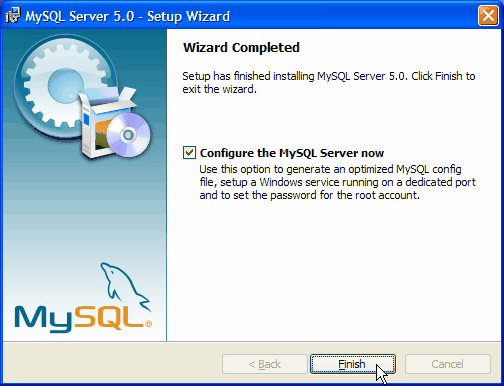 MySQL Server 5.0 - Setup Wizard
Wizard Completed
Setup has finished installing MySQL Server 5.0. Click Finish to
exit the wizard.
Configure the MySQL Server now
Use this option to generate an optimized MySQL config
file, setup a Windows service running on a dedicated port
and to set the password for the root account.
MySQL®
< Back
Finish
Cancel